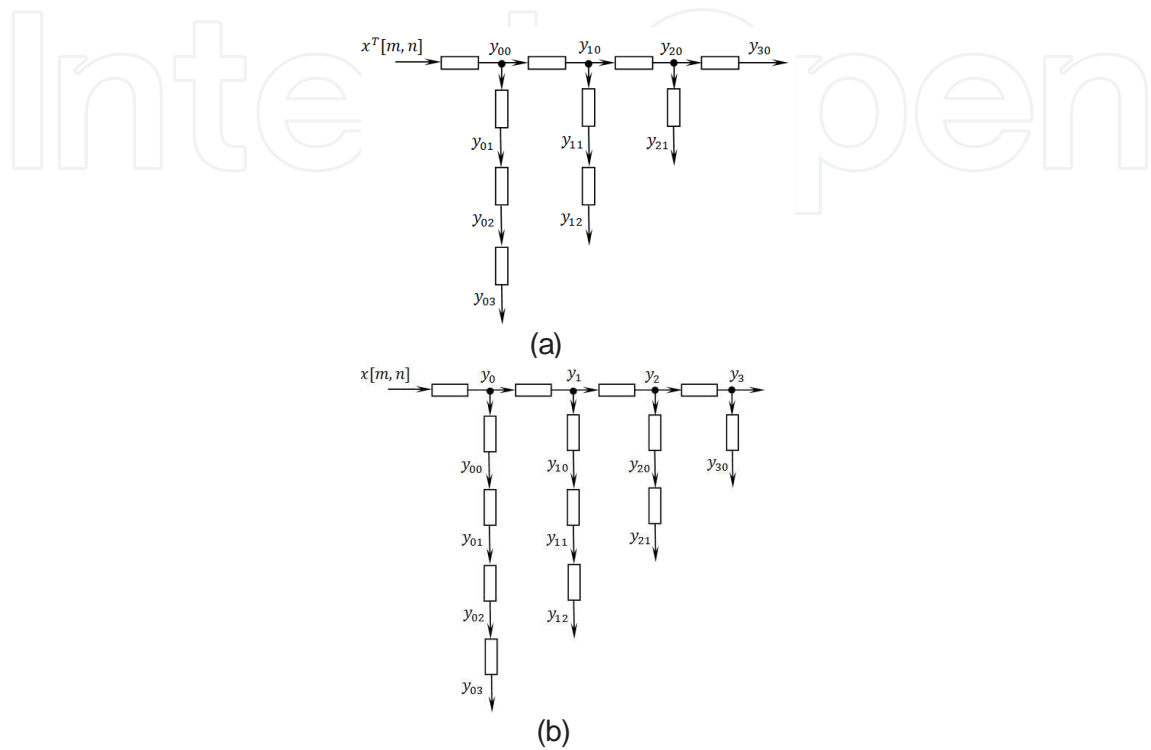 IntechOpen
x^T[m, n] y_00 y_10 y_20 y_30
y_01 y_11 y_21
y_02 y_12
y_03
(a)
x[m, n] y_0 y_1 y_2 y_3
y_00 y_10 y_20 y_30
y_01 y_11 y_21
y_02 y_12
y_03
(b)